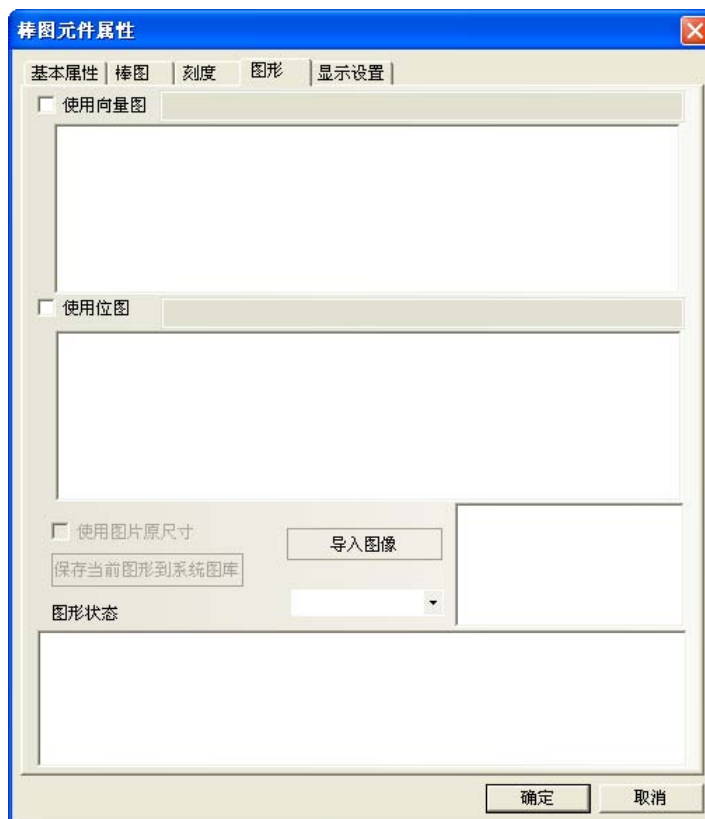 棒图元件属性
基本属性 棒图 刻度 图形 显示设置
使用向量图
使用位图
使用图片原尺寸
导入图像
保存当前图形到系统图库
图形状态
确定 取消